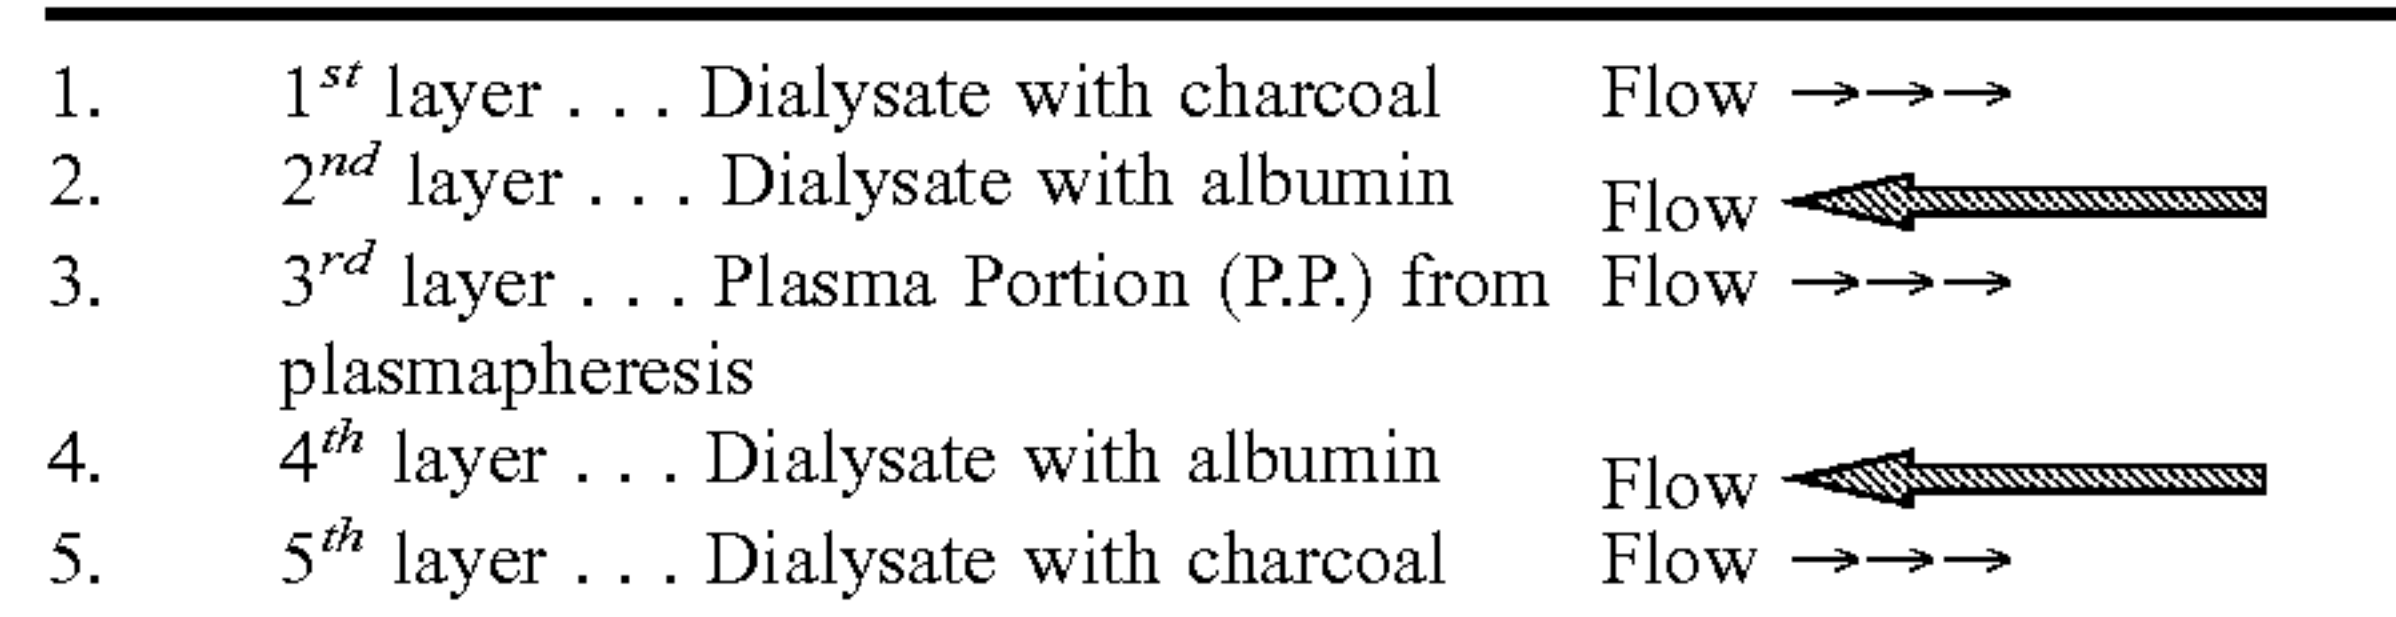 1. 1st layer . . . Dialysate with charcoal Flow →→→
2. 2nd layer . . . Dialysate with albumin Flow ←
3. 3rd layer . . . Plasma Portion (P.P.) from Flow →→→
plasmapheresis
4. 4th layer . . . Dialysate with albumin Flow ←
5. 5th layer . . . Dialysate with charcoal Flow →→→